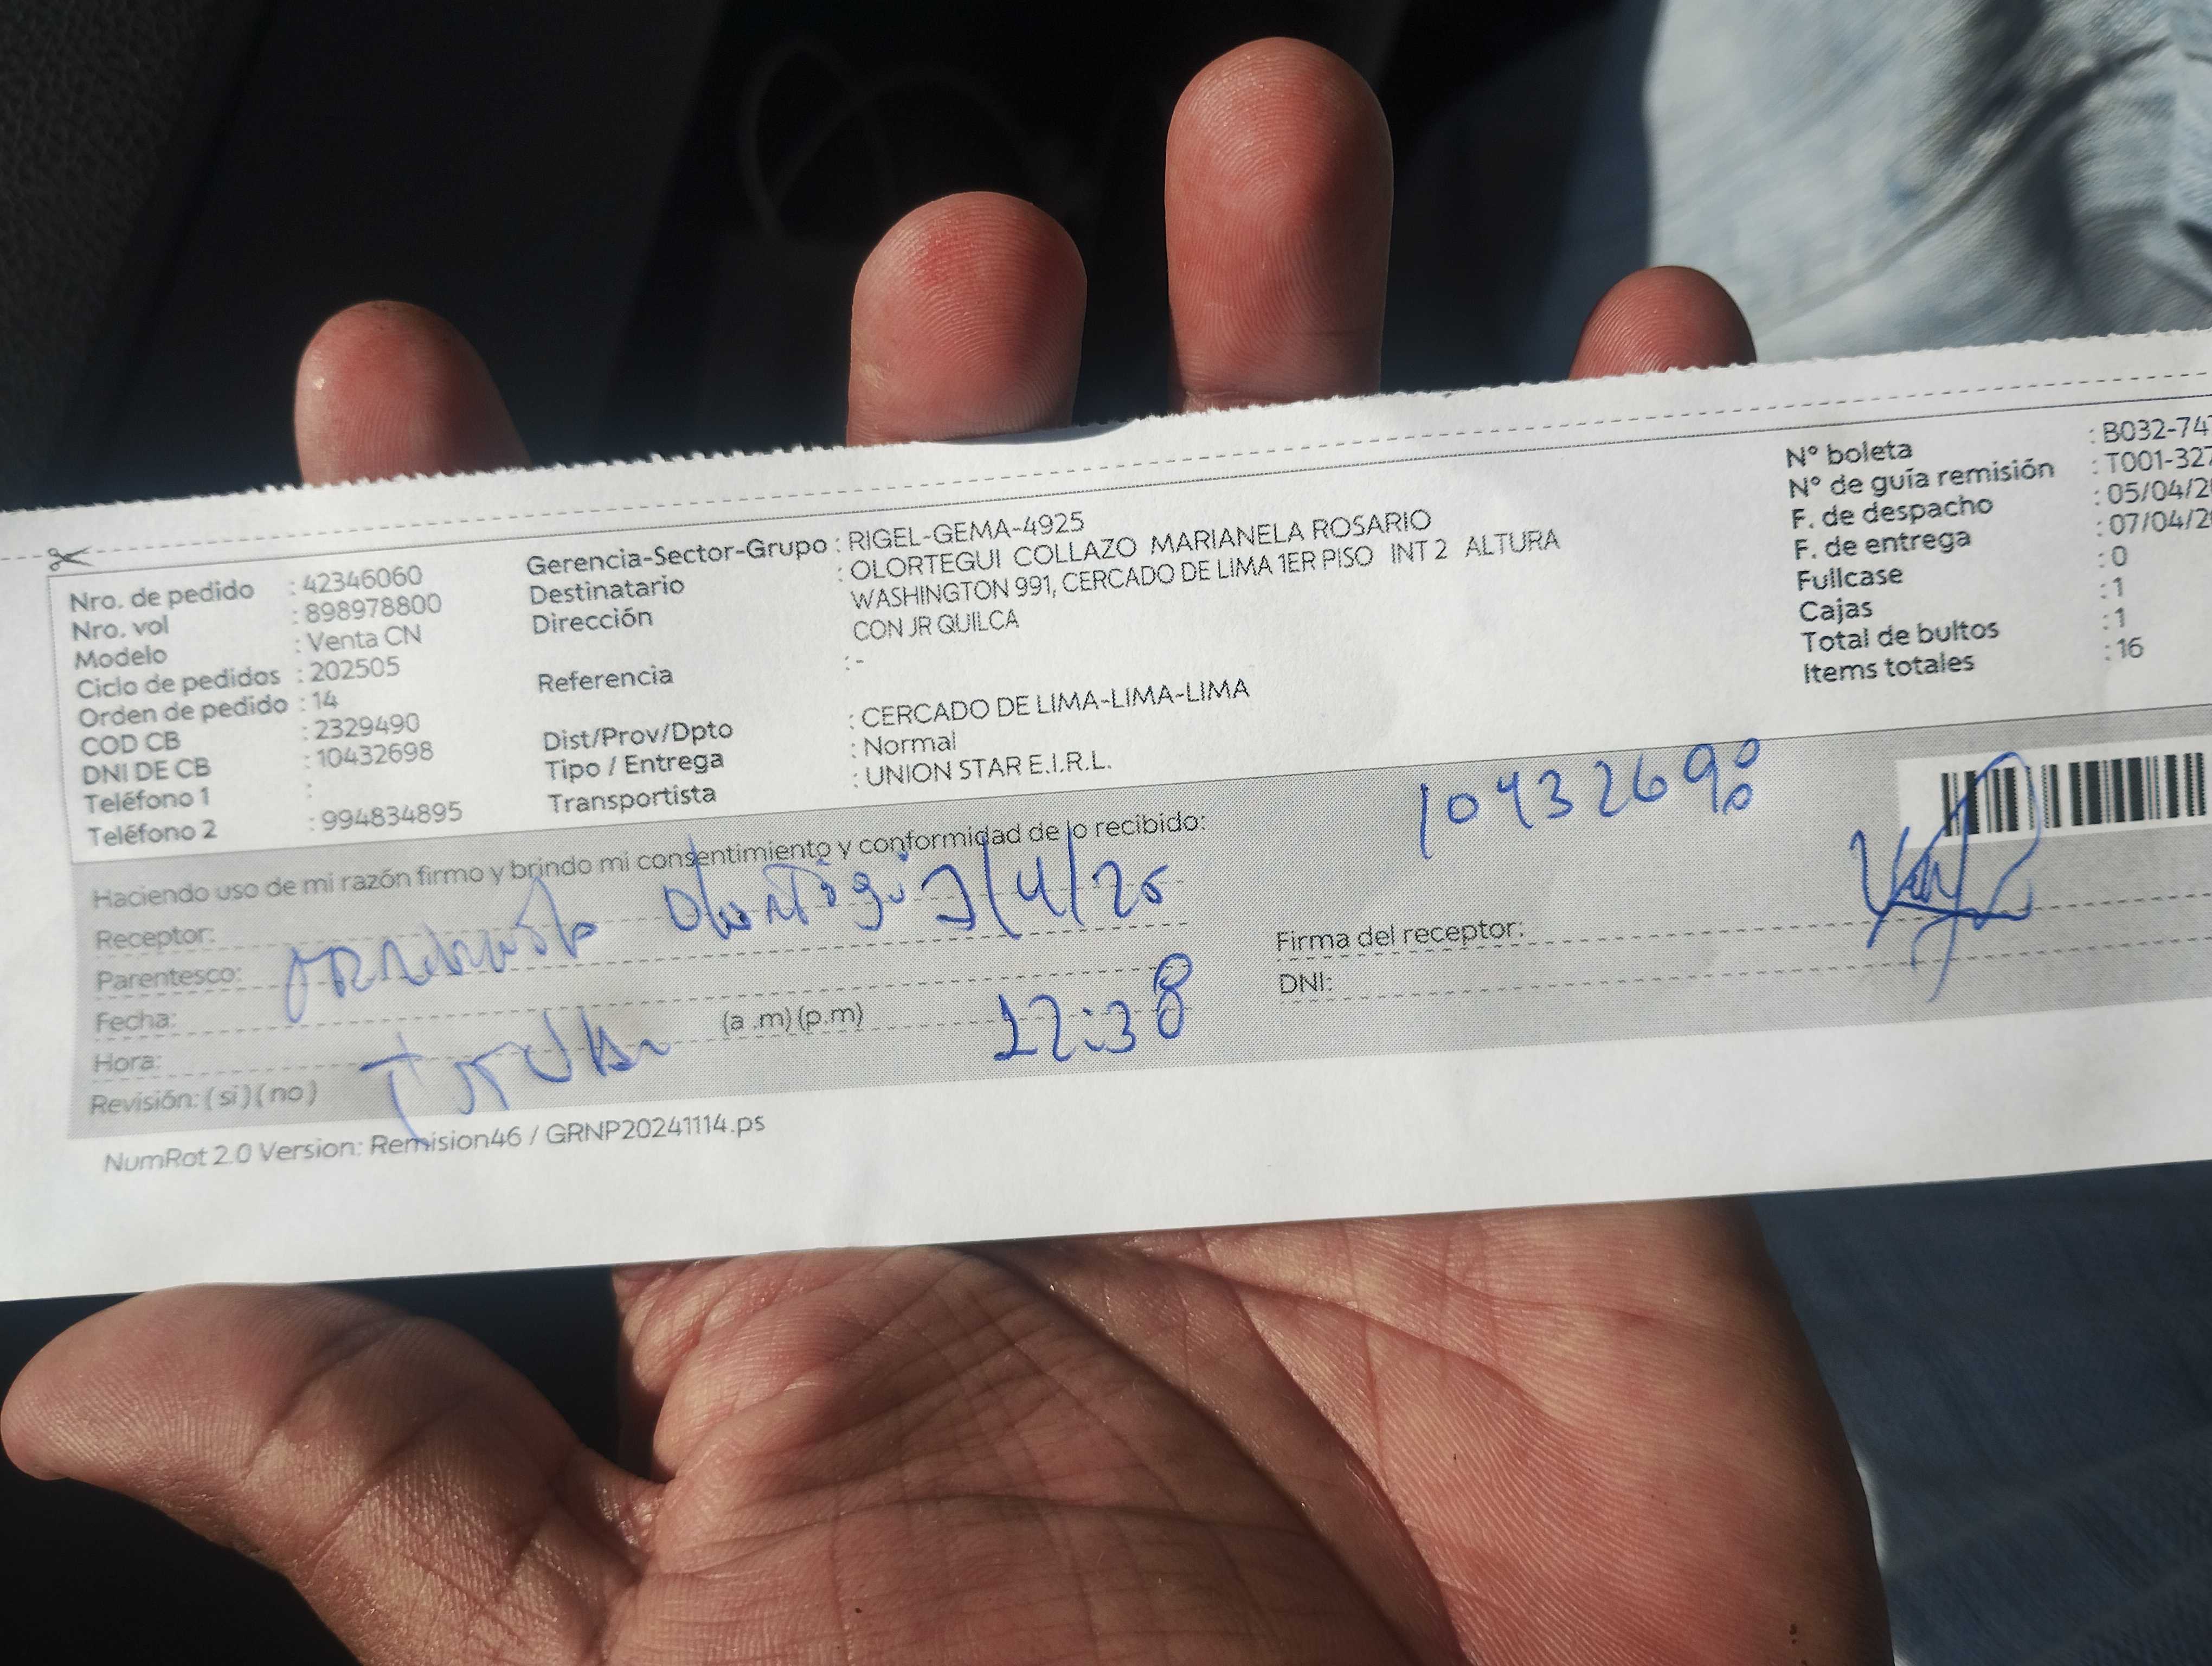 Nro. de pedido : 42346060
Nro. vol : 898978800
Modelo : Venta CN
Ciclo de pedidos : 202505
Orden de pedido : 14
COD CB : 2329490
DNI DE CB : 10432698
Teléfono 1 :
Teléfono 2 : 994834895
Gerencia-Sector-Grupo : RIGEL-GEMA-4925
Destinatario : OLORTEGUI COLLAZO MARIANELA ROSARIO
Dirección WASHINGTON 991, CERCADO DE LIMA 1ER PISO INT 2 ALTURA
CON JR QUILCA
Referencia : -
Dist/Prov/Dpto : CERCADO DE LIMA-LIMA-LIMA
Tipo / Entrega : Normal
Transportista : UNION STAR E.I.R.L.
N° boleta : B032-747
N° de guía remisión : T001-327
F. de despacho : 05/04/2
F. de entrega : 07/04/2
Fullcase : 0
Cajas : 1
Total de bultos : 1
Items totales : 16
Haciendo uso de mi razón firmo y brindo mi consentimiento y conformidad de lo recibido:
10432698
Receptor: Olortegui
Parentesco:
Fecha: /4/25
Hora: (a .m) (p.m) 12:38
Revisión: ( si ) ( no )
Firma del receptor:
DNI:
NumRot 2.0 Version: Remision46 / GRNP20241114.ps